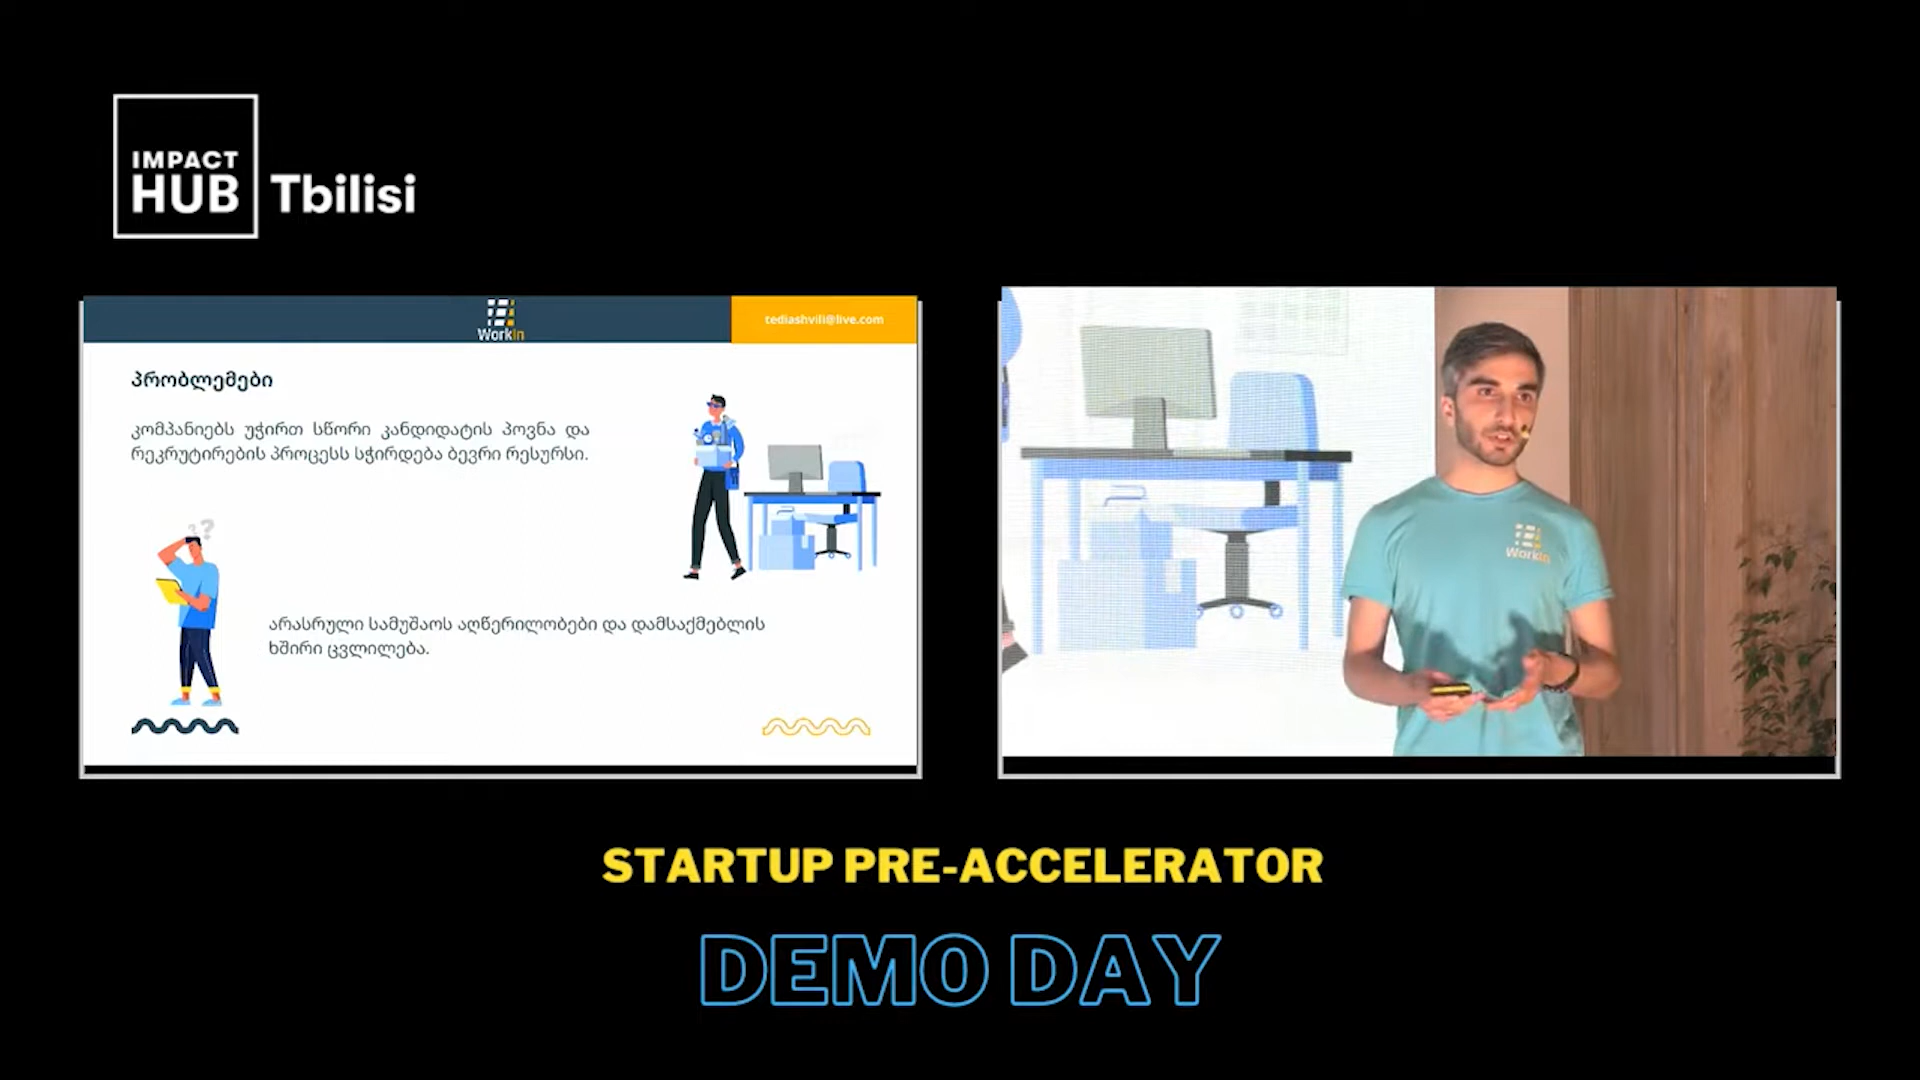 IMPACT
HUB Tbilisi
WorkIn
tediashvili@live.com
პრობლემები
კომპანიებს უჭირთ სწორი კანდიდატის პოვნა და
რეკრუტირების პროცესს სჭირდება ბევრი რესურსი.
? ?
არასრული სამუშაოს აღწერილობები და დამსაქმებლის
ხშირი ცვლილება.
WorkIn
STARTUP PRE-ACCELERATOR
DEMO DAY